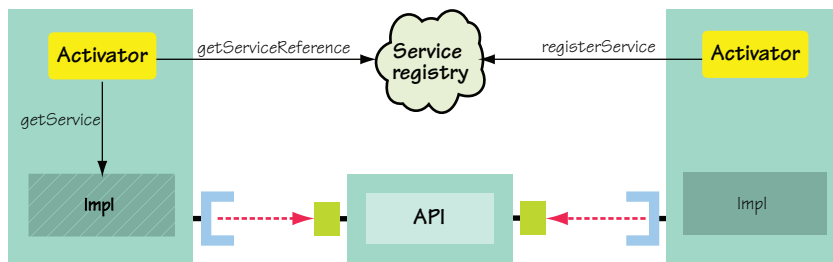 Activator
getServiceReference
Service
registry
registerService
Activator
getService
Impl
API
Impl